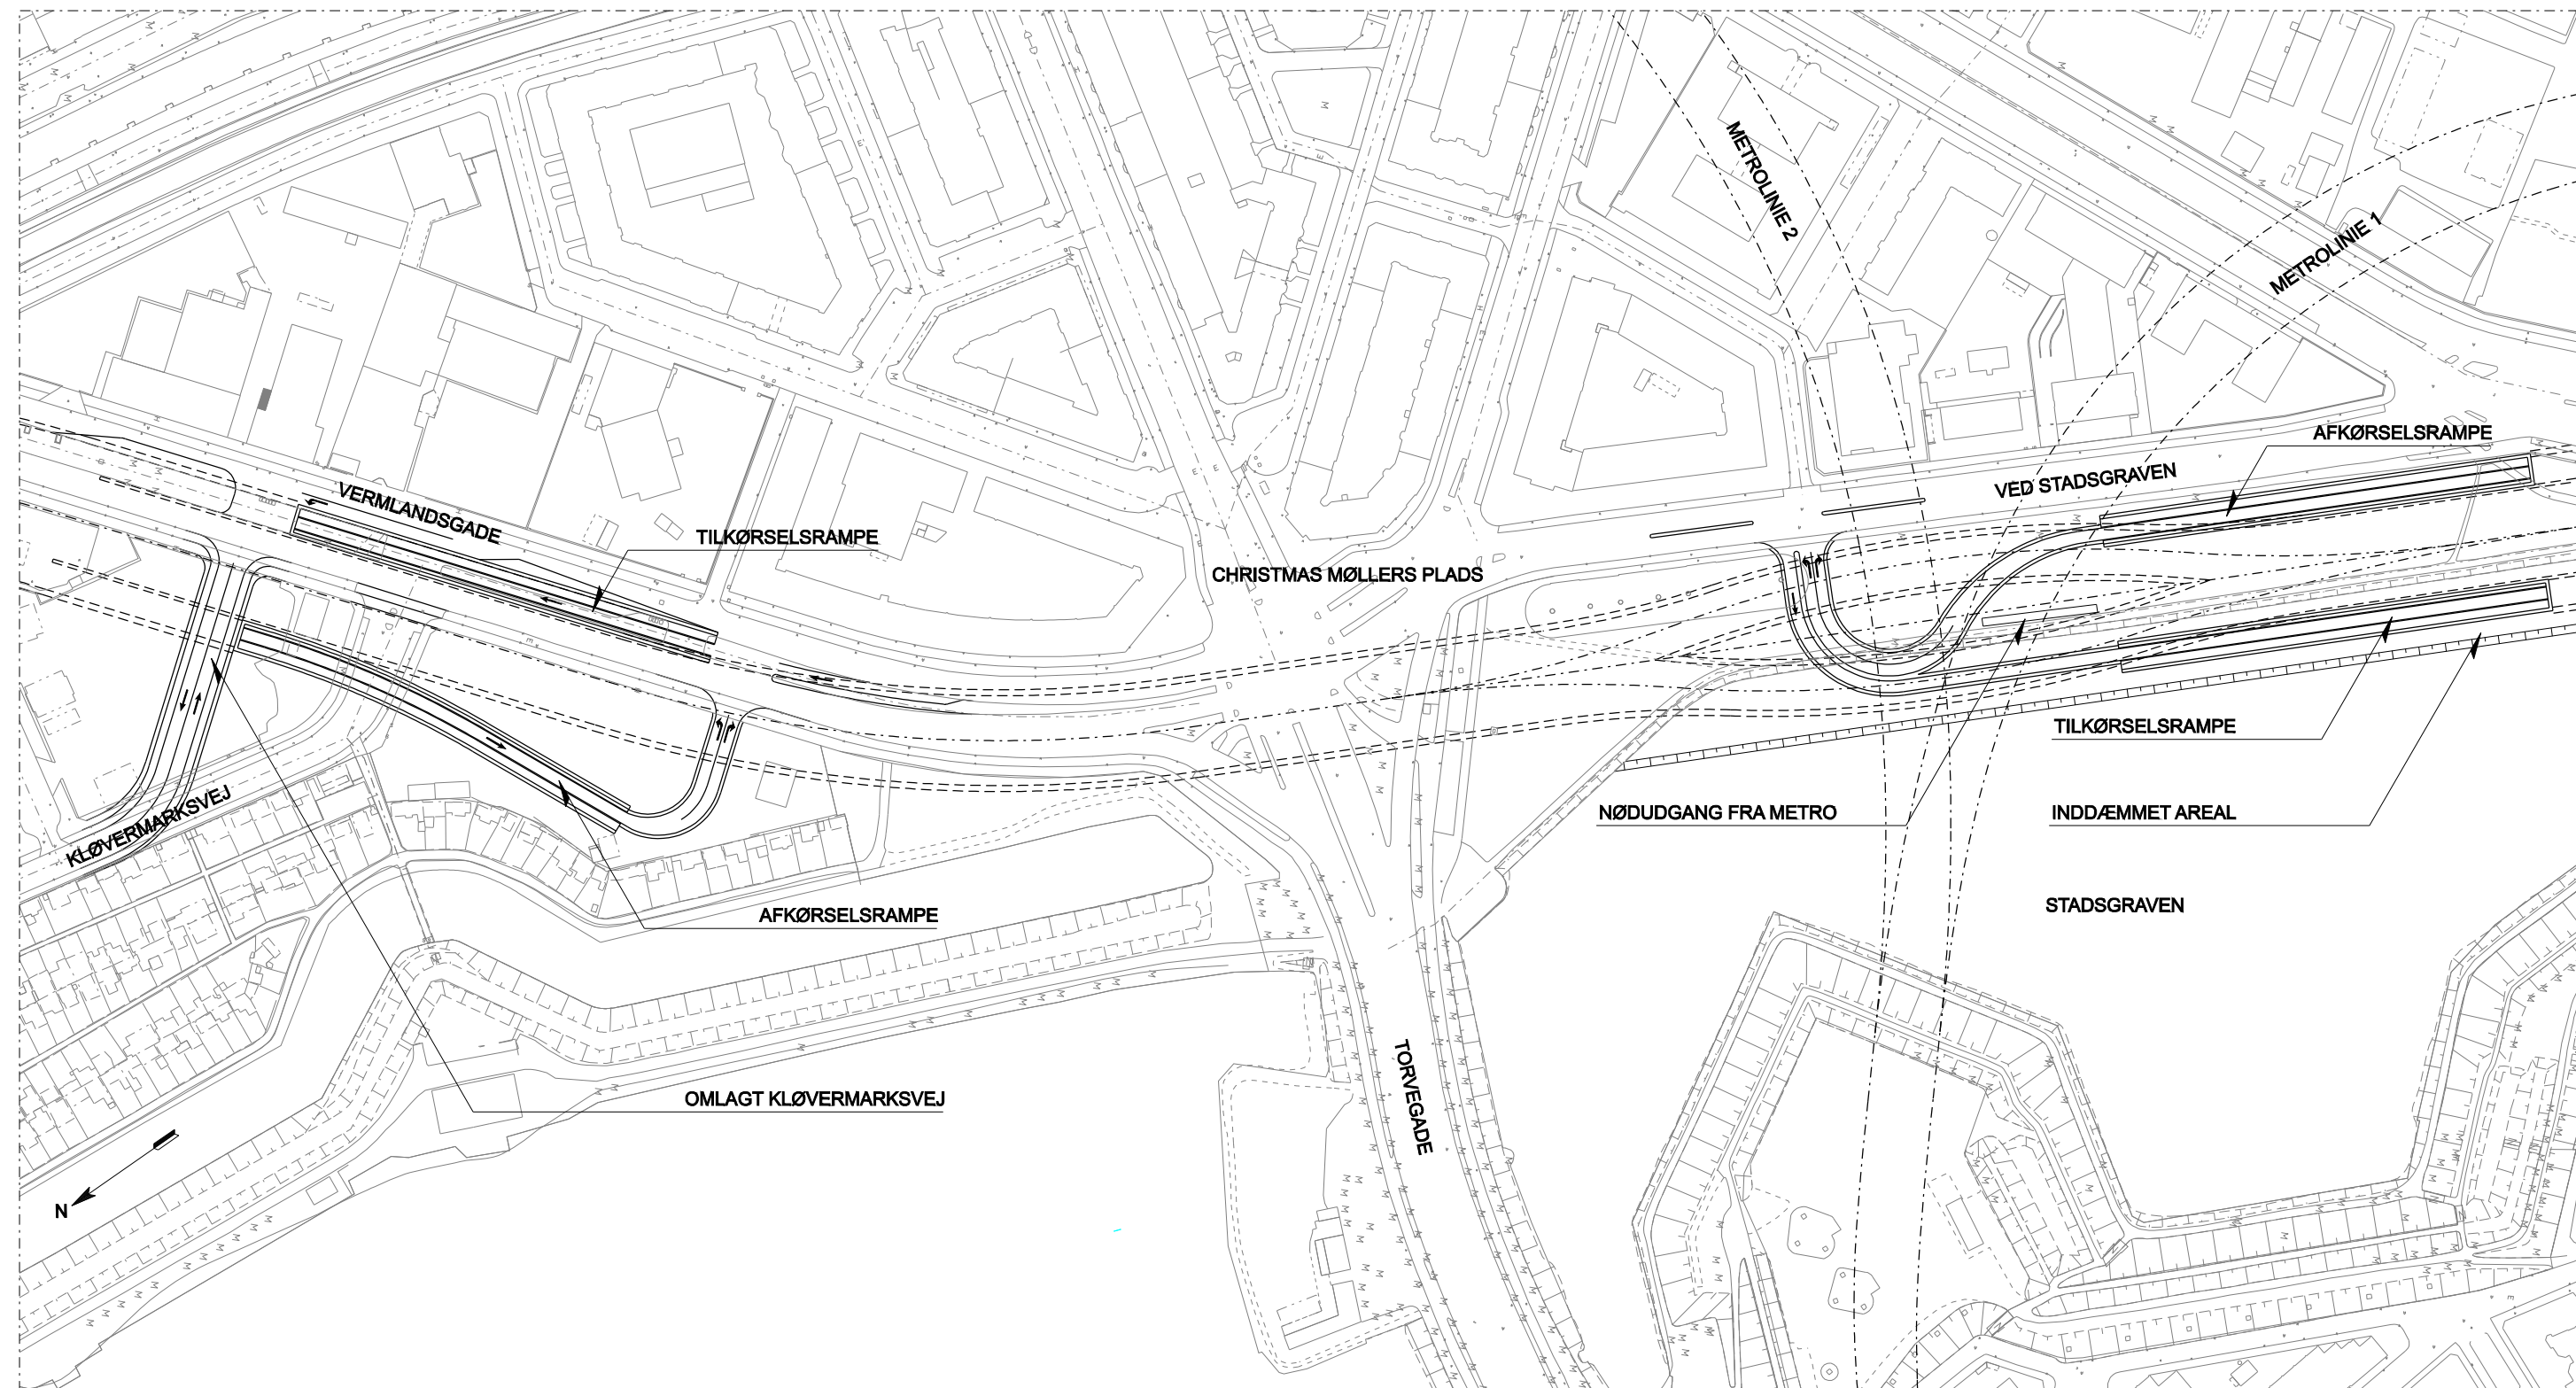 METROLINIE 2
METROLINIE 1
AFKØRSELSRAMPE
VED STADSGRAVEN
VERMLANDSGADE
TILKØRSELSRAMPE
CHRISTMAS MØLLERS PLADS
TILKØRSELSRAMPE
KLØVERMARKSVEJ
NØDUDGANG FRA METRO
INDDÆMMET AREAL
AFKØRSELSRAMPE
STADSGRAVEN
OMLAGT KLØVERMARKSVEJ
TORVEGADE
N